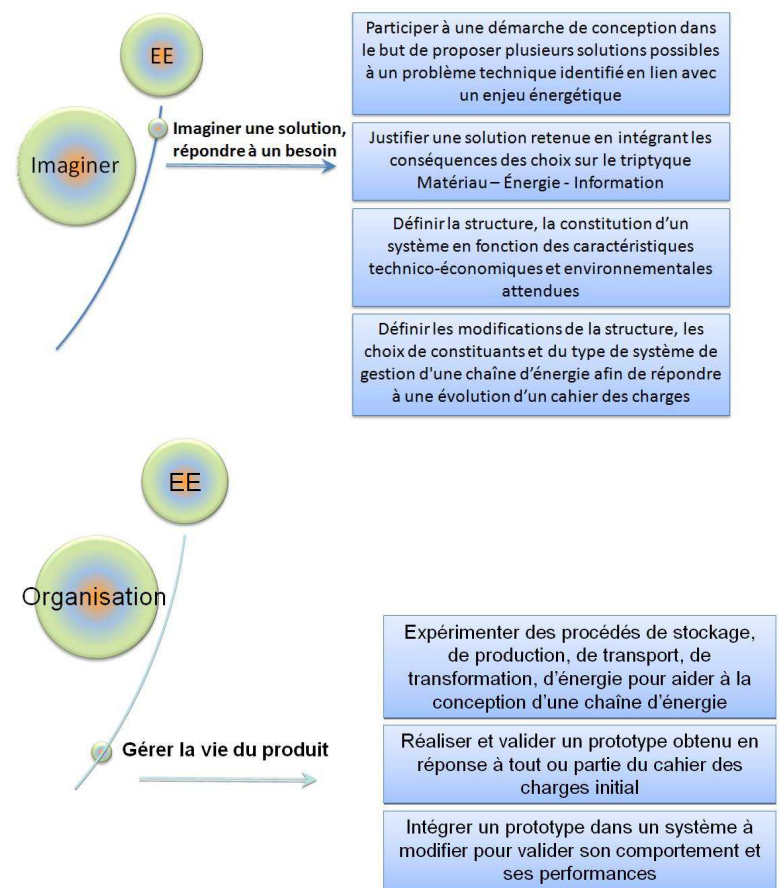 EE
Imaginer
Imaginer une solution,
répondre à un besoin
Participer à une démarche de conception dans
le but de proposer plusieurs solutions possibles
à un problème technique identifié en lien avec
un enjeu énergétique
Justifier une solution retenue en intégrant les
conséquences des choix sur le triptyque
Matériau – Énergie - Information
Définir la structure, la constitution d'un
système en fonction des caractéristiques
technico-économiques et environnementales
attendues
Définir les modifications de la structure, les
choix de constituants et du type de système de
gestion d'une chaîne d'énergie afin de répondre
à une évolution d'un cahier des charges
EE
Organisation
Gérer la vie du produit
Expérimenter des procédés de stockage,
de production, de transport, de
transformation, d'énergie pour aider à la
conception d'une chaîne d'énergie
Réaliser et valider un prototype obtenu en
réponse à tout ou partie du cahier des
charges initial
Intégrer un prototype dans un système à
modifier pour valider son comportement et
ses performances